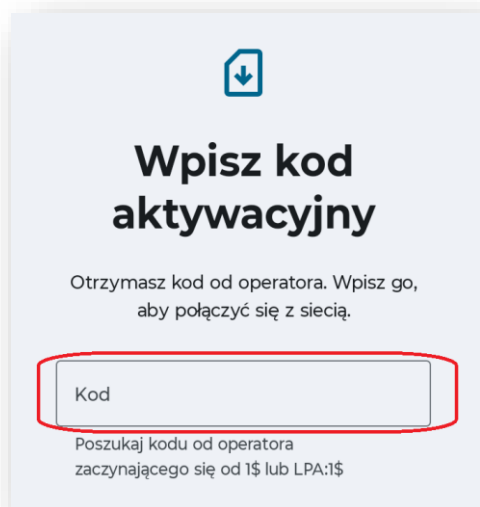 Wpisz kod
aktywacyjny
Otrzymasz kod od operatora. Wpisz go,
aby połączyć się z siecią.
Kod
Poszukaj kodu od operatora
zaczynającego się od 1$ lub LPA:1$